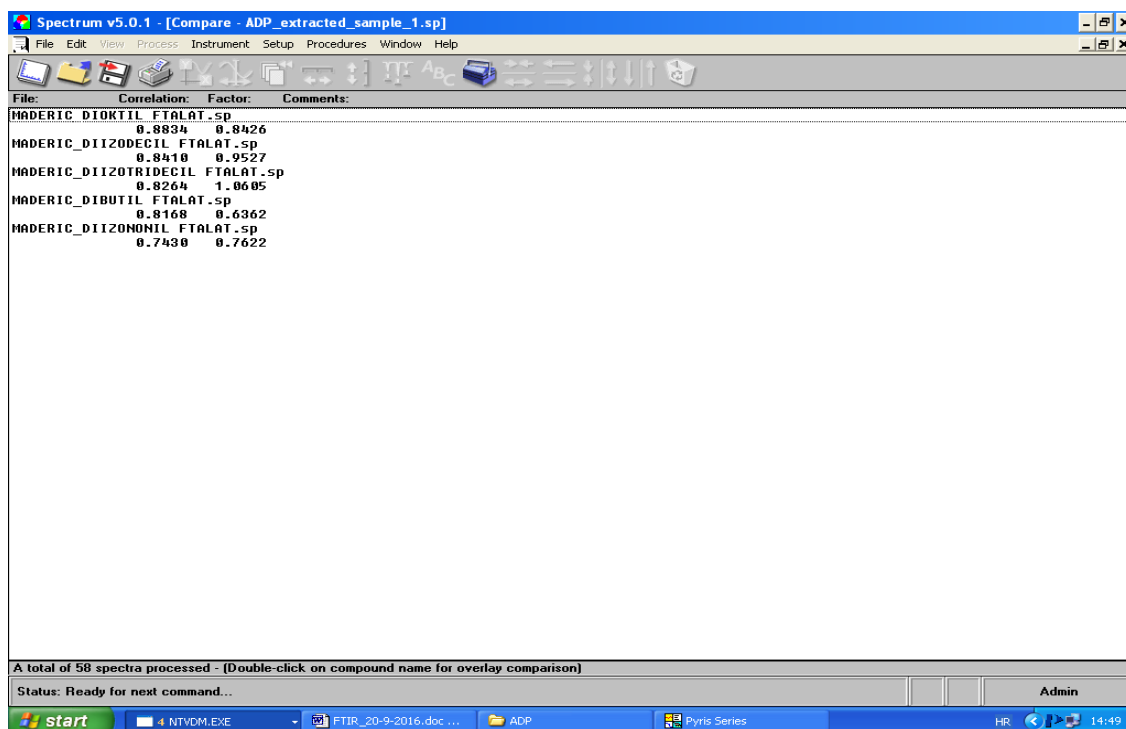 Spectrum v5.0.1 - [Compare - ADP_extracted_sample_1.sp]
File Edit View Process Instrument Setup Procedures Window Help
ABC
File: Correlation: Factor: Comments:
MADERIC DIOKTIL FTALAT.sp
0.8834 0.8426
MADERIC_DIIZODECIL FTALAT.sp
0.8410 0.9527
MADERIC_DIIZOTRIDECIL FTALAT.sp
0.8264 1.0605
MADERIC_DIBUTIL FTALAT.sp
0.8168 0.6362
MADERIC_DIIZONONIL FTALAT.sp
0.7430 0.7622
A total of 58 spectra processed - (Double-click on compound name for overlay comparison)
Status: Ready for next command... Admin
start 4 NTVDM.EXE FTIR_20-9-2016.doc ... ADP Pyris Series HR 14:49